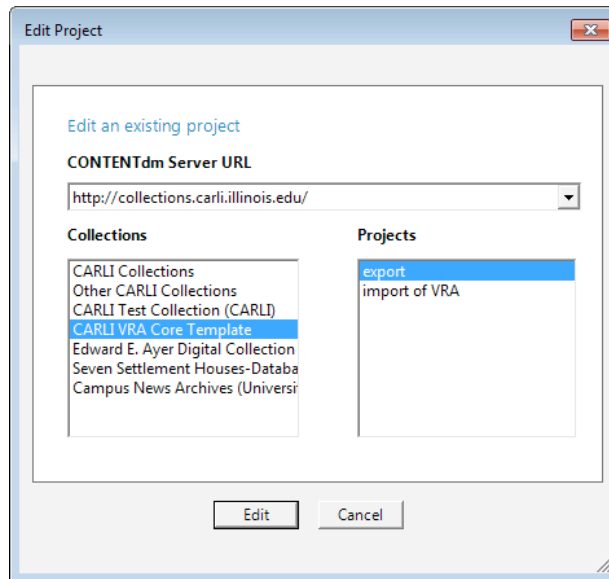 Edit Project
Edit an existing project
CONTENTdm Server URL
http://collections.carli.illinois.edu/
Collections
CARLI Collections
Other CARLI Collections
CARLI Test Collection (CARLI)
CARLI VRA Core Template
Edward E. Ayer Digital Collection
Seven Settlement Houses-Databa
Campus News Archives (Universi
Projects
export
import of VRA
Edit
Cancel